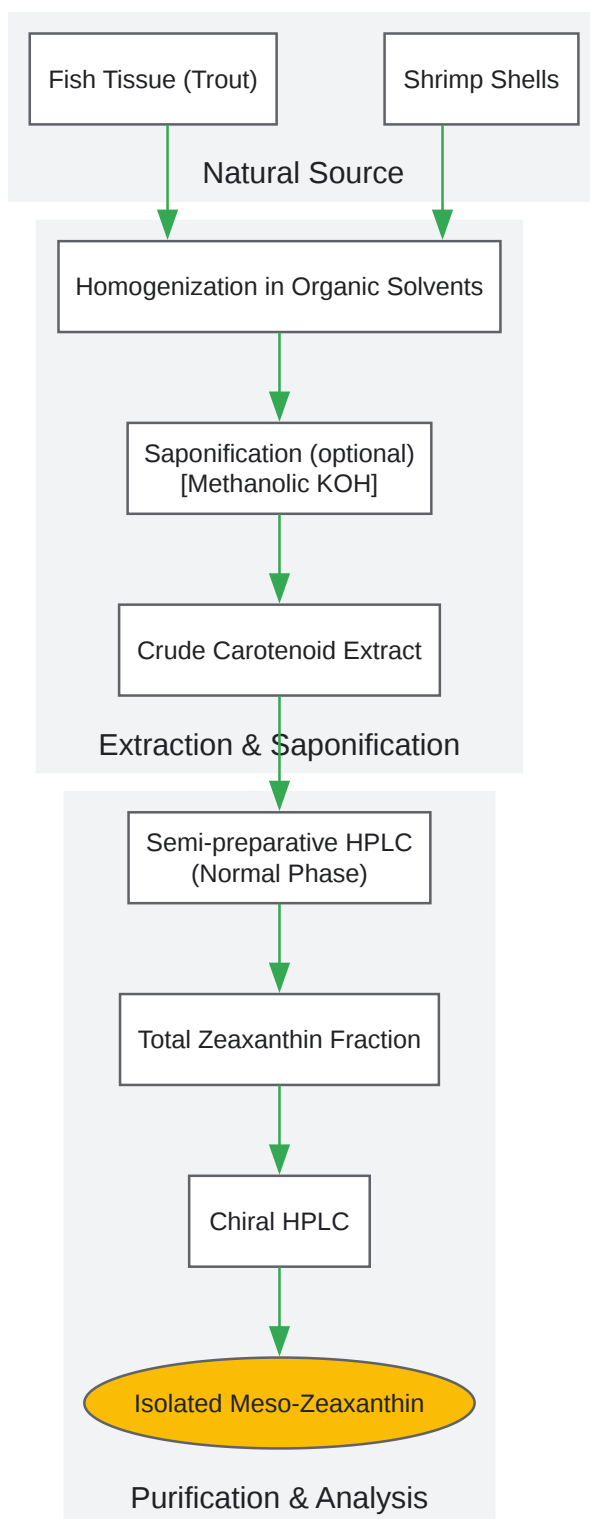 Fish Tissue (Trout)
Shrimp Shells
Natural Source
Homogenization in Organic Solvents
Saponification (optional)
[Methanolic KOH]
Crude Carotenoid Extract
Extraction & Saponification
Semi-preparative HPLC
(Normal Phase)
Total Zeaxanthin Fraction
Chiral HPLC
Isolated Meso-Zeaxanthin
Purification & Analysis